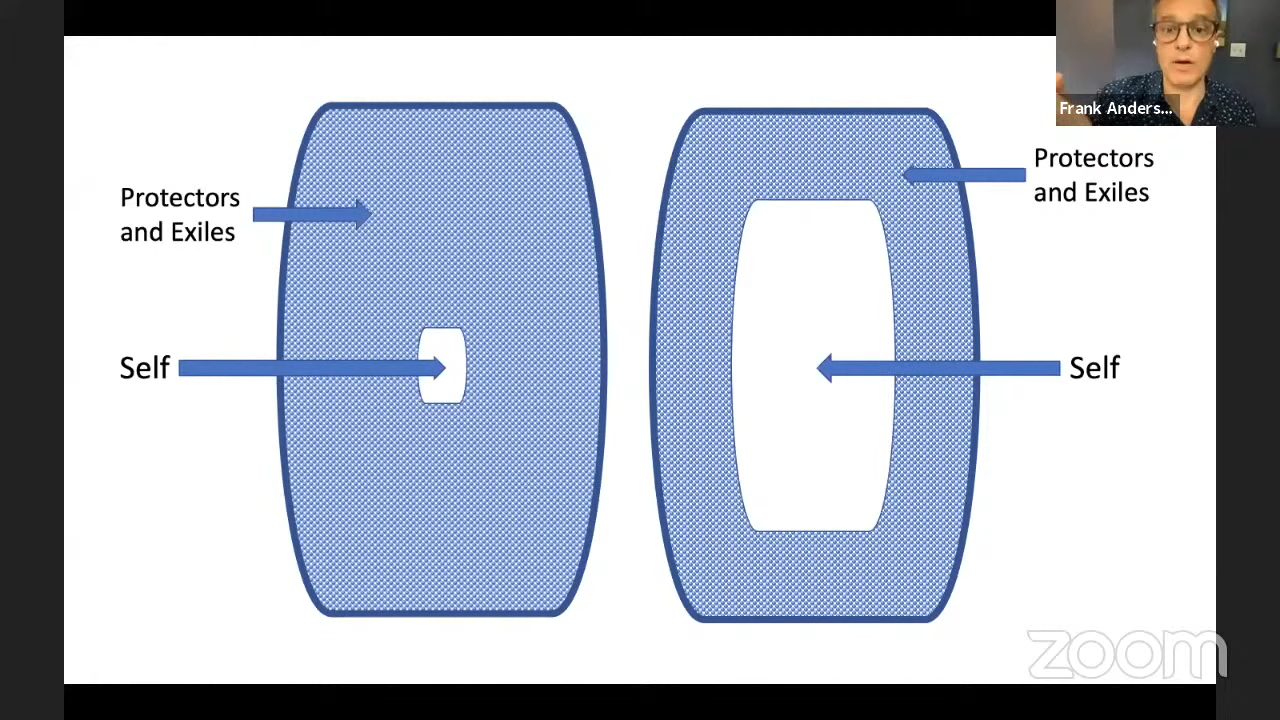 Frank Anders...
Protectors
and Exiles
Self
Protectors
and Exiles
Self
zoom